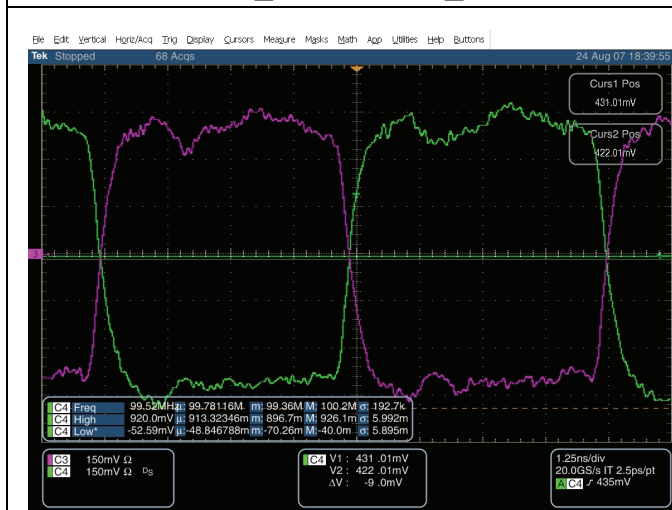 File Edit Vertical Horiz/Acq Trig Display Cursors Measure Masks Math App Utilities Help Buttons
Tek Stopped 68 Acqs 24 Aug 07 18:39:55
Curs1 Pos
431.01mV
Curs2 Pos
422.01mV
3
C4 Freq 99.52MHz µ: 99.78116M m: 99.36M M: 100.2M σ: 192.7k
C4 High 920.0mV µ: 913.32346m m: 896.7m M: 926.1m σ: 5.992m
C4 Low* -52.59mV µ: -48.846788m m: -70.26m M: -40.0m σ: 5.895m
C3 150mV Ω
C4 150mV Ω Ds
C4 V1 : 431 .01mV
V2 : 422 .01mV
ΔV : -9 .0mV
1.25ns/div
20.0GS/s IT 2.5ps/pt
A C4 ∫ 435mV